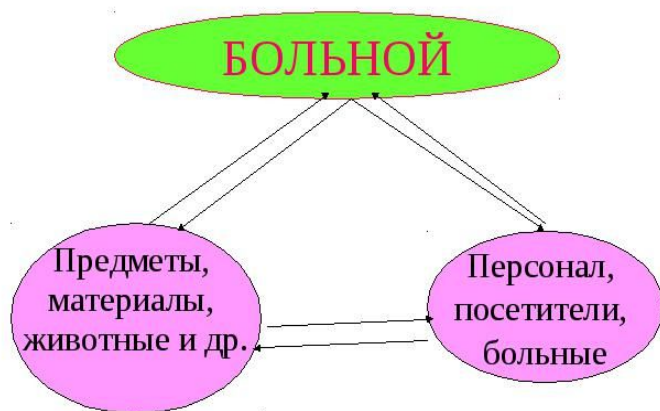 БОЛЬНОЙ
Предметы,
материалы,
животные и др.
Персонал,
посетители,
больные